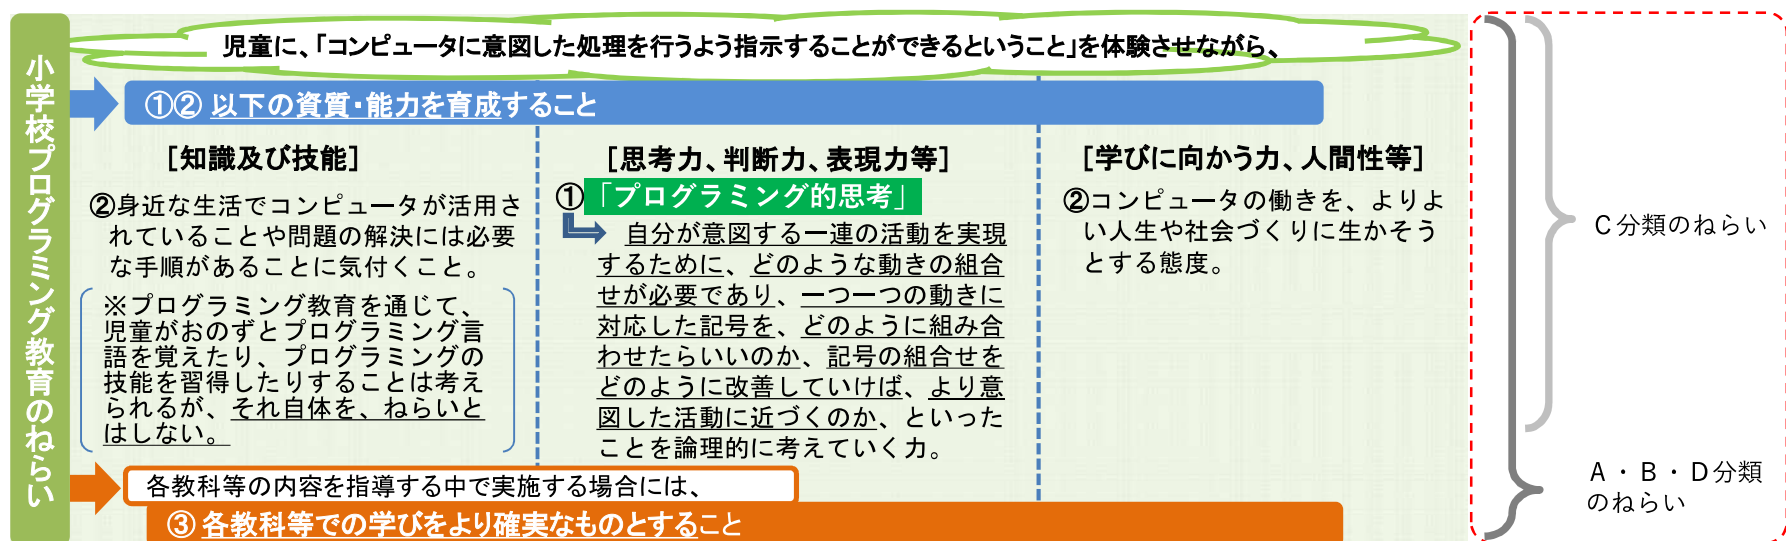 小学校プログラミング教育のねらい
児童に、「コンピュータに意図した処理を行うよう指示することができるということ」を体験させながら、
①② 以下の資質・能力を育成すること
[知識及び技能]
②身近な生活でコンピュータが活用さ
れていることや問題の解決には必要
な手順があることに気付くこと。
※プログラミング教育を通じて、
児童がおのずとプログラミング言
語を覚えたり、プログラミングの
技能を習得したりすることは考え
られるが、それ自体を、ねらいと
はしない。
[思考力、判断力、表現力等]
①「プログラミング的思考」
自分が意図する一連の活動を実現
するために、どのような動きの組合
せが必要であり、一つ一つの動きに
対応した記号を、どのように組み合
わせたらいいのか、記号の組合せを
どのように改善していけば、より意
図した活動に近づくのか、といった
ことを論理的に考えていく力。
[学びに向かう力、人間性等]
②コンピュータの働きを、よりよ
い人生や社会づくりに生かそう
とする態度。
各教科等の内容を指導する中で実施する場合には、
③ 各教科等での学びをより確実なものとすること
C分類のねらい
A・B・D分類
のねらい